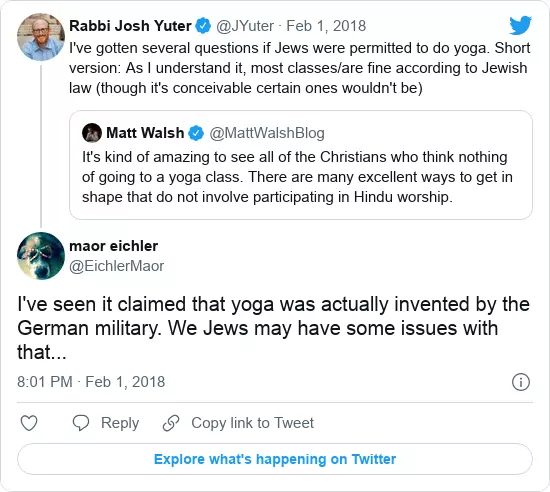 Rabbi Josh Yuter @JYuter · Feb 1, 2018
I've gotten several questions if Jews were permitted to do yoga. Short
version: As I understand it, most classes/are fine according to Jewish
law (though it's conceivable certain ones wouldn't be)
Matt Walsh @MattWalshBlog
It's kind of amazing to see all of the Christians who think nothing
of going to a yoga class. There are many excellent ways to get in
shape that do not involve participating in Hindu worship.
maor eichler
@EichlerMaor
I've seen it claimed that yoga was actually invented by the
German military. We Jews may have some issues with
that...
8:01 PM · Feb 1, 2018
Reply Copy link to Tweet
Explore what's happening on Twitter